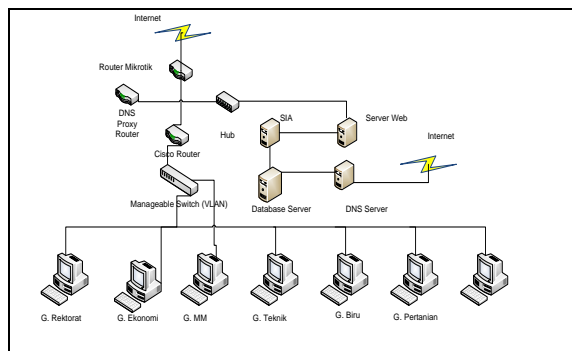 Internet
Router Mikrotik
DNS
Proxy
Router
Hub
SIA
Server Web
Internet
Cisco Router
Manageable Switch (VLAN)
Database Server
DNS Server
G. Rektorat
G. Ekonomi
G. MM
G. Teknik
G. Biru
G. Pertanian